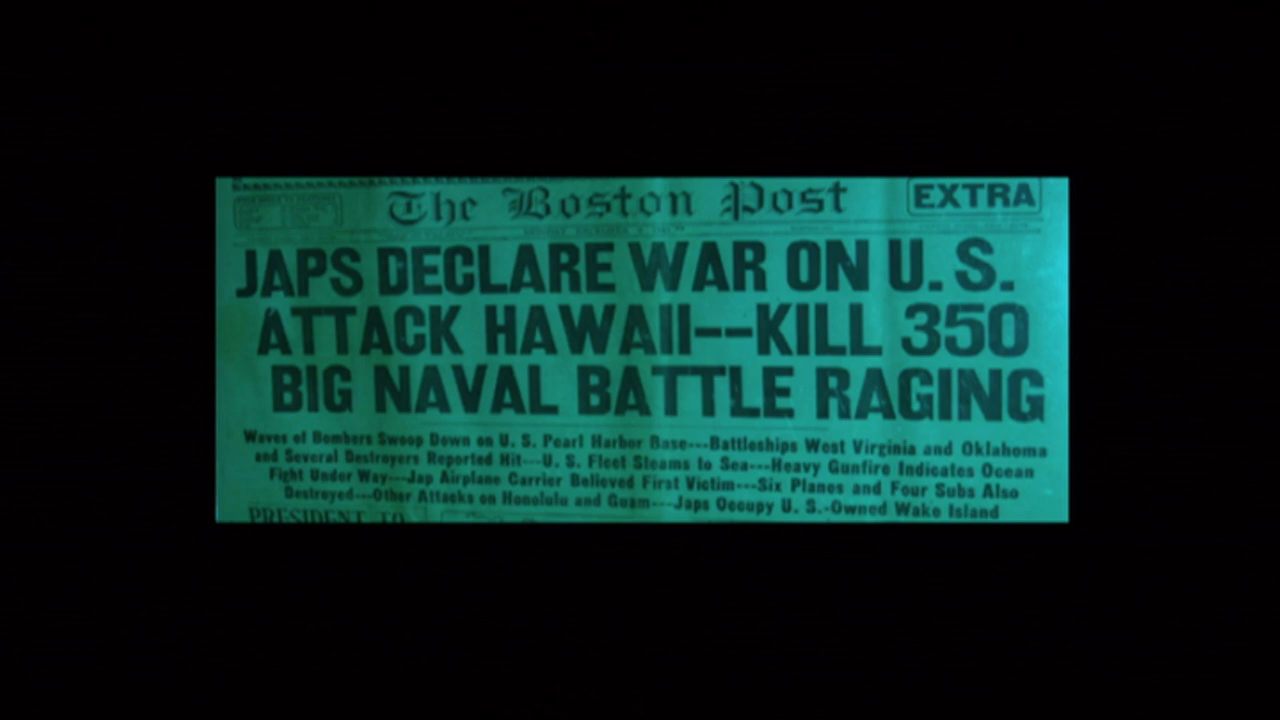 The Boston Post
EXTRA
JAPS DECLARE WAR ON U. S.
ATTACK HAWAII--KILL 350
BIG NAVAL BATTLE RAGING
Waves of Bombers Swoop Down on U. S. Pearl Harbor Base---Battleships West Virginia and Oklahoma
and Several Destroyers Reported Hit---U. S. Fleet Steams to Sea---Heavy Gunfire Indicates Ocean
Fight Under Way---Jap Airplane Carrier Believed First Victim---Six Planes and Four Subs Also
Destroyed---Other Attacks on Honolulu and Guam---Japs Occupy U. S.-Owned Wake Island
PRESIDENT TO